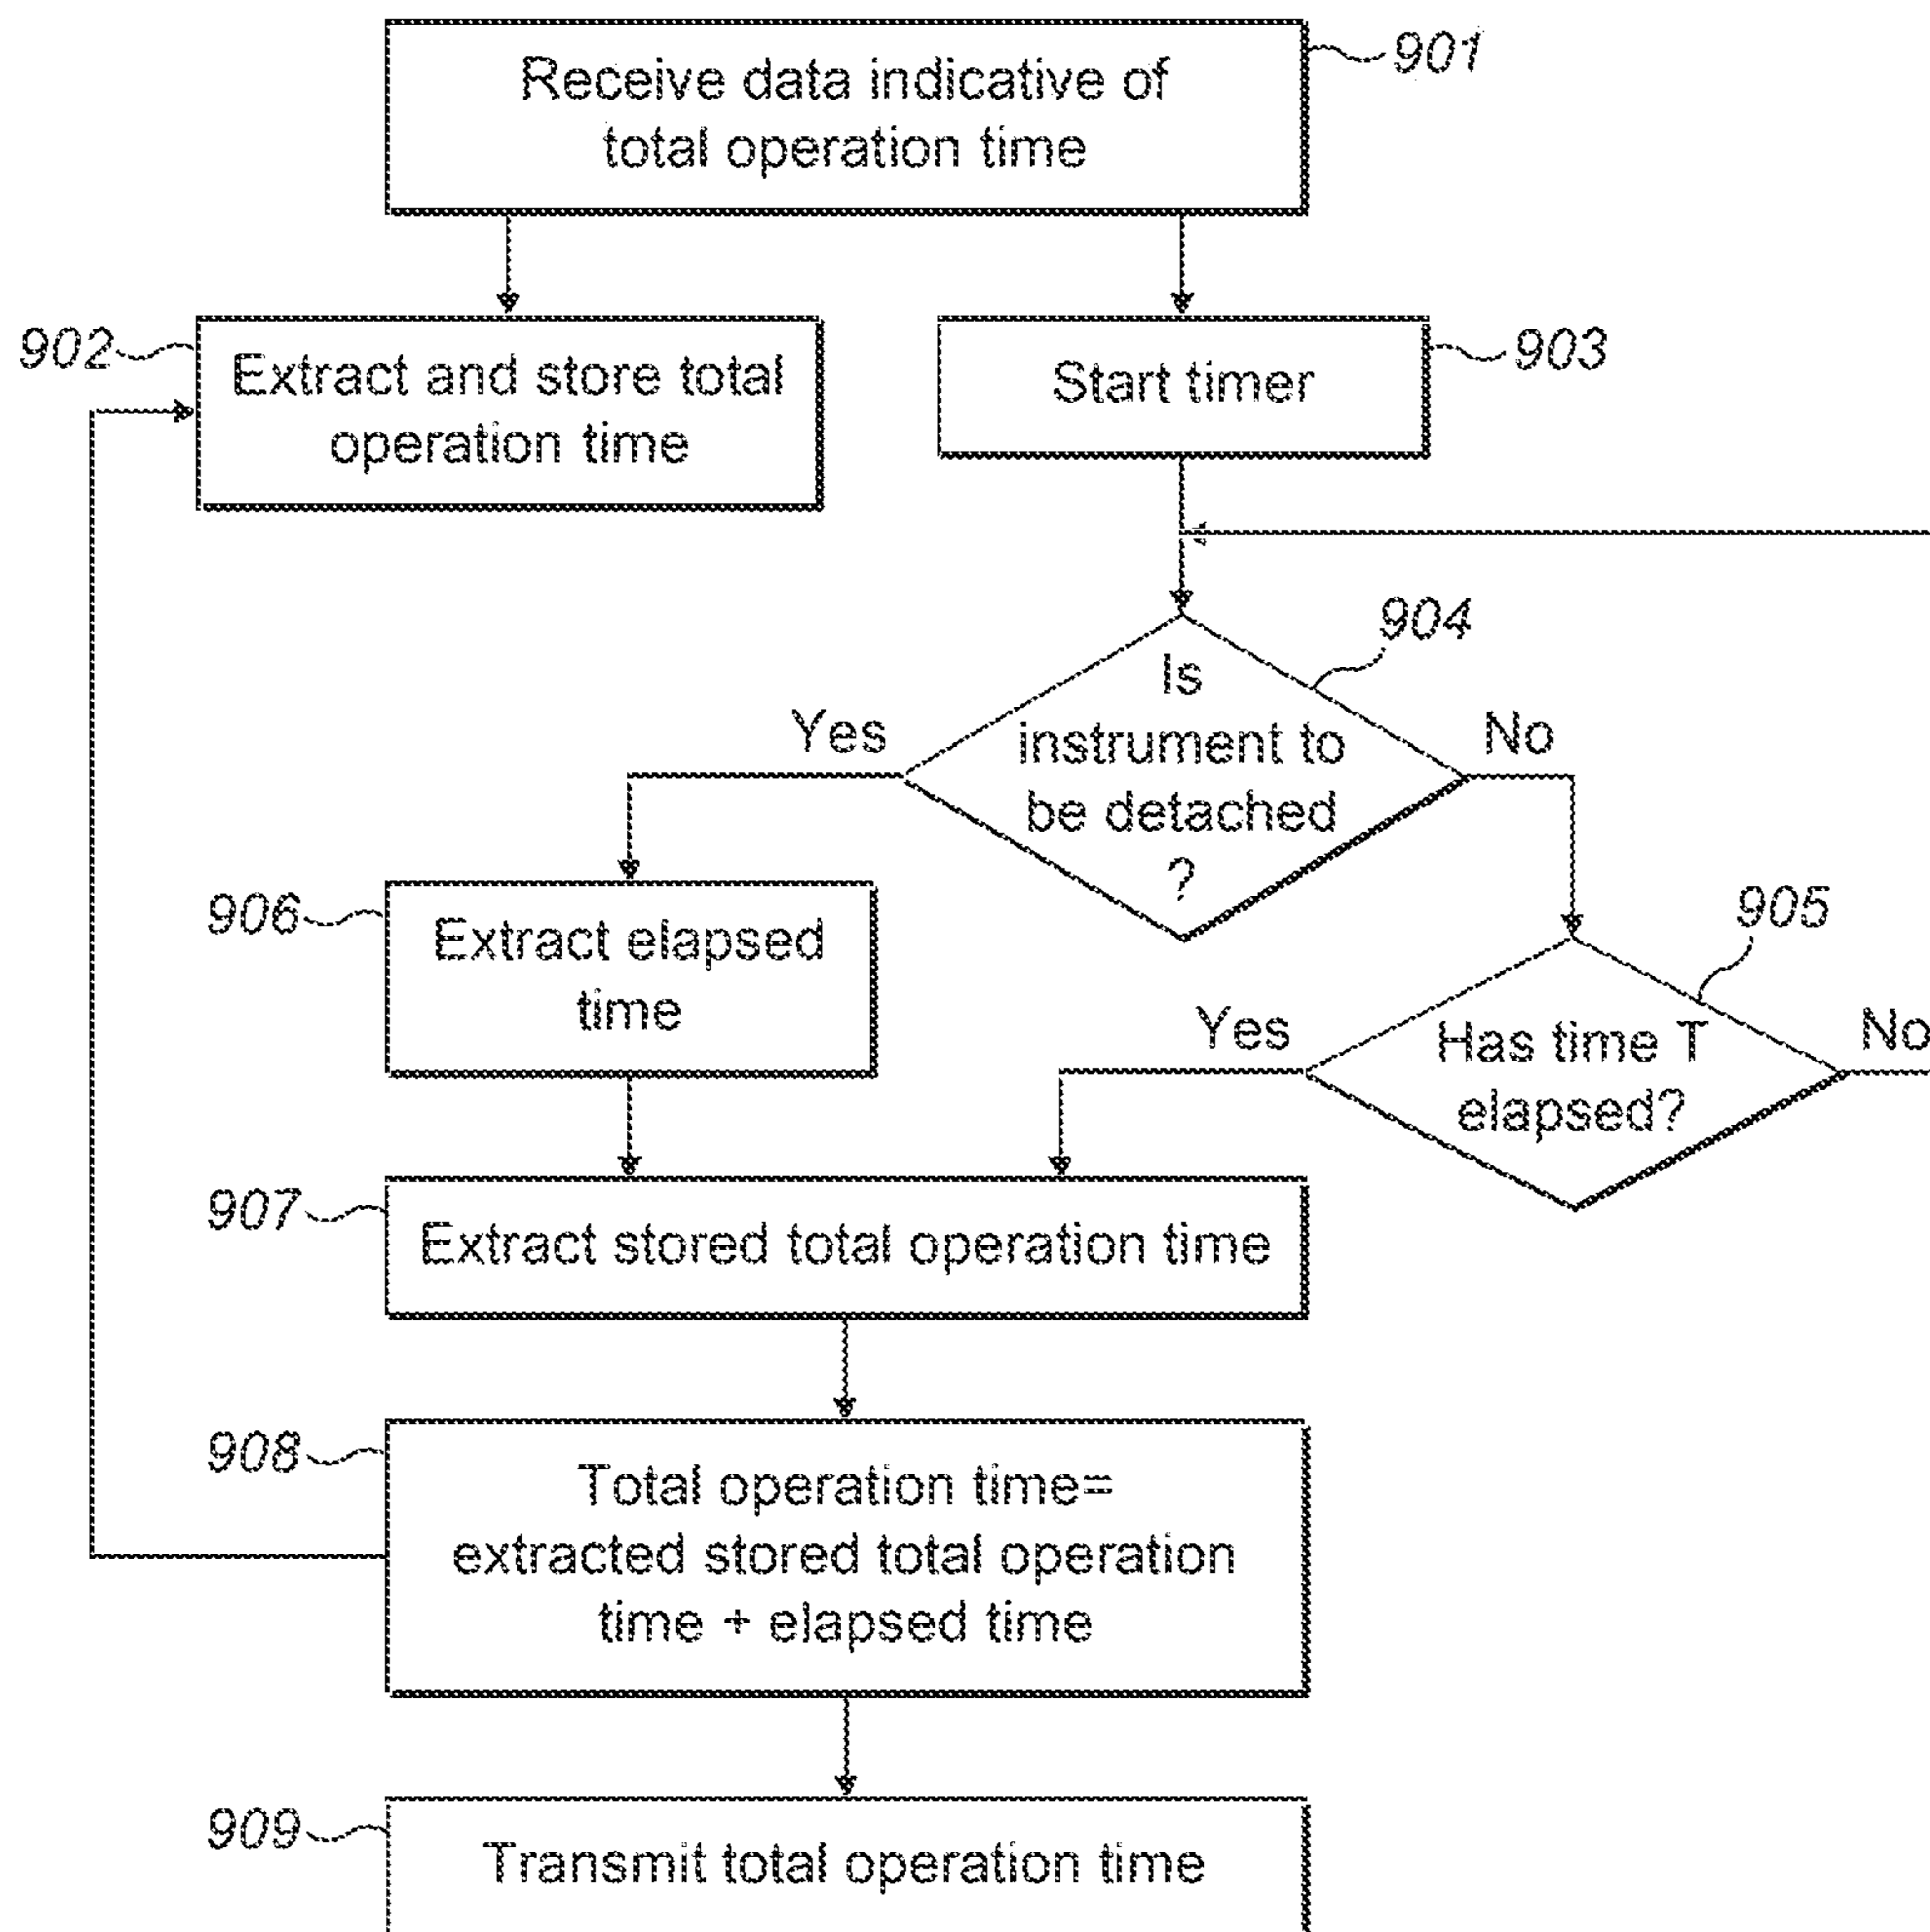 Receive data indicative of
total operation time
901
902
Extract and store total
operation time
Start timer
903
904
Is
instrument to
be detached
?
Yes
No
906
Extract elapsed
time
905
Has time T
elapsed?
Yes
No
907
Extract stored total operation time
908
Total operation time=
extracted stored total operation
time + elapsed time
909
Transmit total operation time